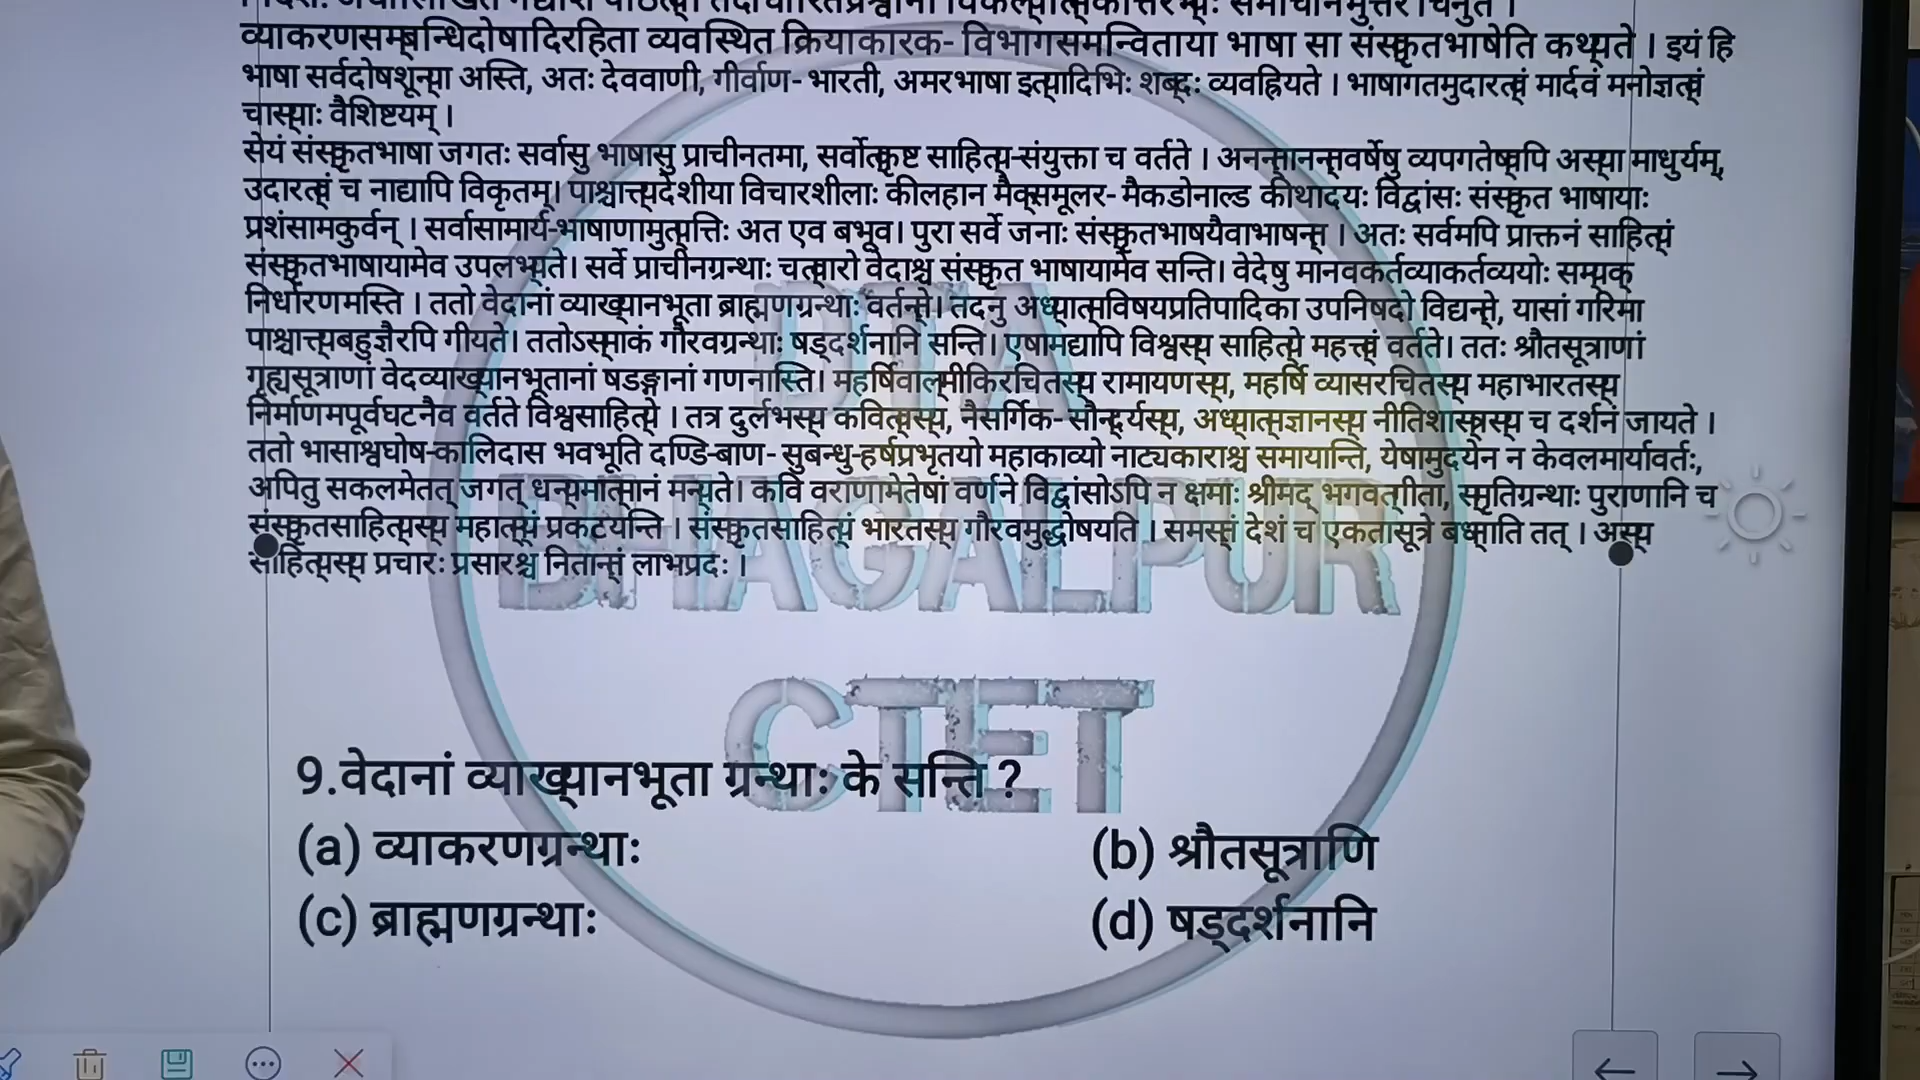 व्याकरणसम्बन्धिदोषादिरहिता व्यवस्थित क्रियाकारक- विभागसमन्विताया भाषा सा संस्कृतभाषेति कथ्यते । इयं हि
भाषा सर्वदोषशून्या अस्ति, अतः देववाणी, गीर्वाण- भारती, अमरभाषा इत्यादिभिः शब्दः व्यवह्रियते । भाषागतमुदारत्वं मार्दवं मनोज्ञत्वं
चास्याः वैशिष्टयम् ।
सेयं संस्कृतभाषा जगतः सर्वासु भाषासु प्राचीनतमा, सर्वोत्कृष्ट साहित्य-संयुक्ता च वर्तते । अनन्तानन्तवर्षेषु व्यपगतेष्वपि अस्या माधुर्यम्,
उदारत्वं च नाद्यापि विकृतम्। पाश्चात्त्यदेशीया विचारशीलाः कीलहान मैक्समूलर- मैकडोनाल्ड कीथादयः विद्वांसः संस्कृत भाषायाः
प्रशंसामकुर्वन् । सर्वासामार्य-भाषाणामुत्पत्तिः अत एव बभूव। पुरा सर्वे जनाः संस्कृतभाषयैवाभाषन्त । अतः सर्वमपि प्राक्तनं साहित्यं
संस्कृतभाषायामेव उपलभ्यते। सर्वे प्राचीनग्रन्थाः चत्वारो वेदाश्च संस्कृत भाषायामेव सन्ति। वेदेषु मानवकर्तव्याकर्तव्ययोः सम्यक्
निर्धारणमस्ति । ततो वेदानां व्याख्यानभूता ब्राह्मणग्रन्थाः वर्तन्ते। तदनु अध्यात्मविषयप्रतिपादिका उपनिषदो विद्यन्ते, यासां गरिमा
पाश्चात्त्यबहुज्ञैरपि गीयते। ततोऽस्माकं गौरवग्रन्थाः षड्दर्शनानि सन्ति। एषामद्यापि विश्वस्य साहित्ये महत्त्वं वर्तते। ततः श्रौतसूत्राणां
गृह्यसूत्राणां वेदव्याख्यानभूतानां षडङ्गानां गणनास्ति। महर्षिवाल्मीकिरचितस्य रामायणस्य, महर्षि व्यासरचितस्य महाभारतस्य
निर्माणमपूर्वघटनैव वर्तते विश्वसाहित्ये । तत्र दुर्लभस्य कवित्वस्य, नैसर्गिक- सौन्दर्यस्य, अध्यात्मज्ञानस्य नीतिशास्त्रस्य च दर्शनं जायते ।
ततो भासाश्वघोष-कालिदास भवभूति दण्डि-बाण- सुबन्धु-हर्षप्रभृतयो महाकाव्यो नाट्यकाराश्च समायान्ति, येषामुदयेन न केवलमार्यावर्तः,
अपितु सकलमेतत् जगत् धन्यमात्मानं मन्यते। कवि वराणामेतेषां वर्णने विद्वांसोऽपि न क्षमाः श्रीमद् भगवत्गीता, स्मृतिग्रन्थाः पुराणानि च
संस्कृतसाहित्यस्य महात्म्यं प्रकटयन्ति । संस्कृतसाहित्यं भारतस्य गौरवमुद्घोषयति । समस्तं देशं च एकतासूत्रे बध्नाति तत् । अस्य
साहित्यस्य प्रचारः प्रसारश्च नितान्तं लाभप्रदः ।
DIA
BHAGALPUR
CTET
9.वेदानां व्याख्यानभूता ग्रन्थाः के सन्ति ?
(a) व्याकरणग्रन्थाः (b) श्रौतसूत्राणि
(c) ब्राह्मणग्रन्थाः (d) षड्दर्शनानि